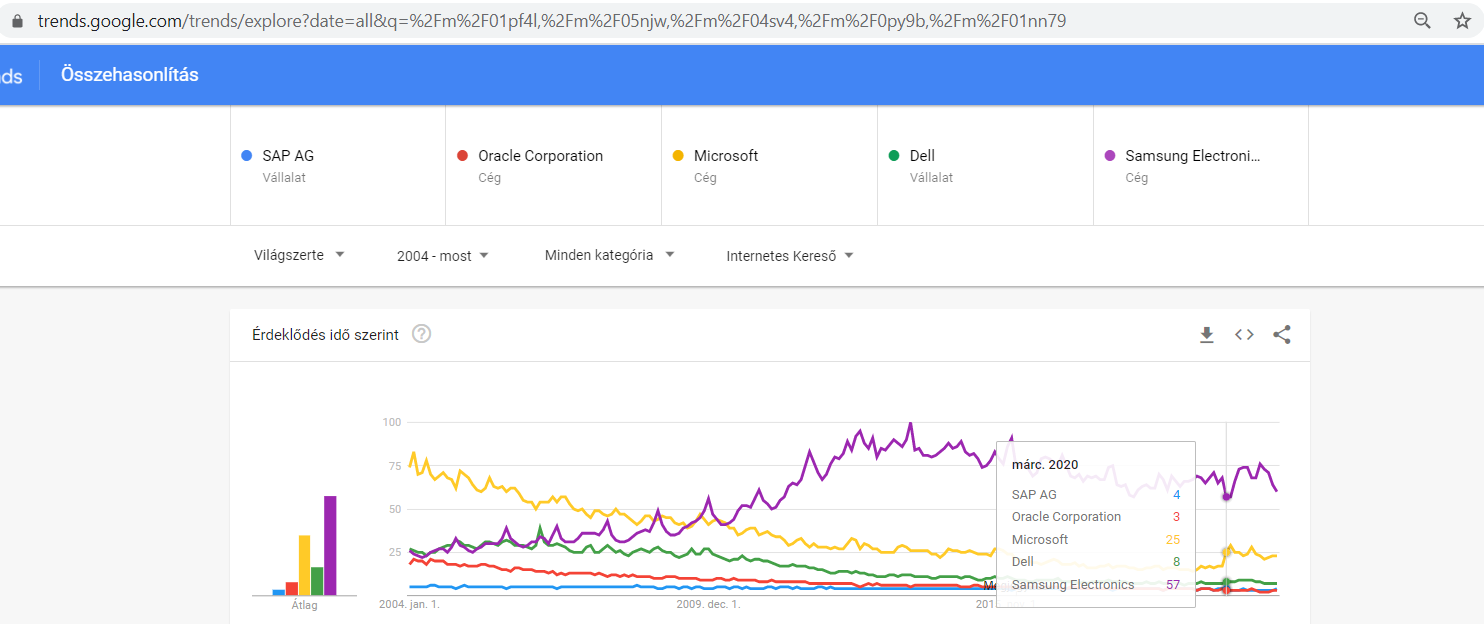 trends.google.com/trends/explore?date=all&q=%2Fm%2F01pf4l,%2Fm%2F05njw,%2Fm%2F04sv4,%2Fm%2F0py9b,%2Fm%2F01nn79
ds Összehasonlítás
SAP AG
Vállalat
Oracle Corporation
Cég
Microsoft
Cég
Dell
Vállalat
Samsung Electroni...
Cég
Világszerte 2004 - most Minden kategória Internetes Kereső
Érdeklődés idő szerint ?
100
75
50
25
Átlag
2004. jan. 1. 2009. dec. 1.
márc. 2020
SAP AG 4
Oracle Corporation 3
Microsoft 25
Dell 8
Samsung Electronics 57